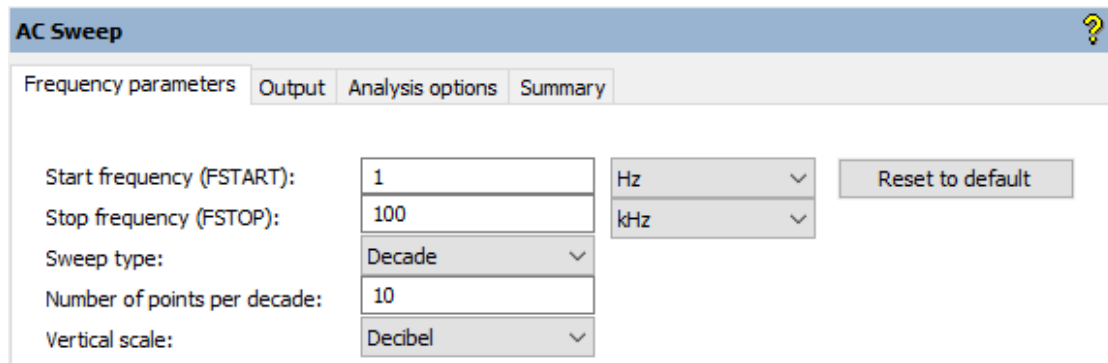 AC Sweep
Frequency parameters Output Analysis options Summary
Start frequency (FSTART): 1 Hz Reset to default
Stop frequency (FSTOP): 100 kHz
Sweep type: Decade
Number of points per decade: 10
Vertical scale: Decibel